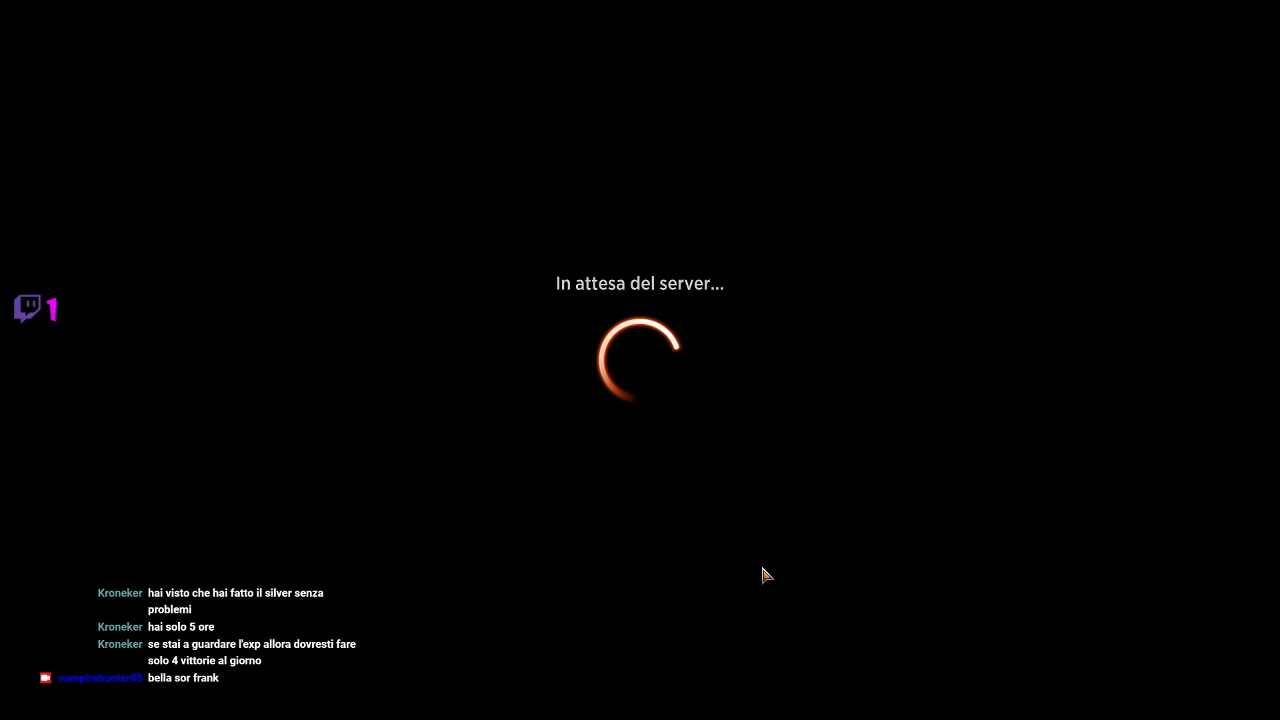 In attesa del server...
1
Kroneker hai visto che hai fatto il silver senza
problemi
Kroneker hai solo 5 ore
Kroneker se stai a guardare l'exp allora dovresti fare
solo 4 vittorie al giorno
vampirehunter85 bella sor frank